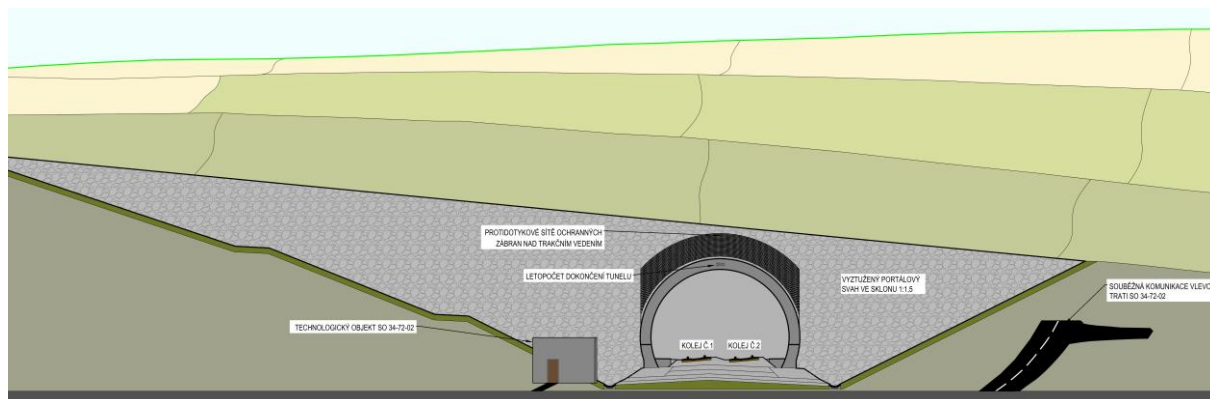 PROTIDOTYKOVÉ SÍTĚ OCHRANNÝCH
ZÁBRAN NAD TRAKČNÍM VEDENÍM
LETOPOČET DOKONČENÍ TUNELU
VYZTUŽENÝ PORTÁLOVÝ
SVAH VE SKLONU 1:1,5
SOUBĚŽNÁ KOMUNIKACE VLEVO
TRATI SO 34-72-02
TECHNOLOGICKÝ OBJEKT SO 34-72-02
KOLEJ Č.1
KOLEJ Č.2